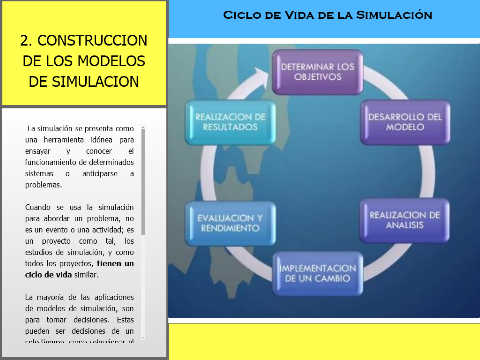 2. CONSTRUCCION
DE LOS MODELOS
DE SIMULACION
La simulación se presenta como
una herramienta idónea para
ensayar y conocer el
funcionamiento de determinados
sistemas o anticiparse a
problemas.
Cuando se usa la simulación
para abordar un problema, no
es un evento o una actividad; es
un proyecto como tal, los
estudios de simulación, y como
todos los proyectos, tienen un
ciclo de vida similar.
La mayoría de las aplicaciones
de modelos de simulación, son
para tomar decisiones. Estas
pueden ser decisiones de un
Ciclo de Vida de la Simulación
DETERMINAR LOS
OBJETIVOS
DESARROLLO DEL
MODELO
REALIZACION DE
ANALISIS
IMPLEMENTACION
DE UN CAMBIO
EVALUACION Y
RENDIMIENTO
REALIZACION DE
RESULTADOS